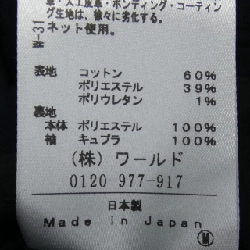 革・人工皮革・ボンディング・コーティン
グ生地は、徐々に劣化する。
ネット使用。
表地 コットン 60%
ポリエステル 39%
ポリウレタン 1%
裏地
本体 ポリエステル 100%
袖 キュプラ 100%
(株) ワールド
0120 977-917
日本製
Made in Japan
M